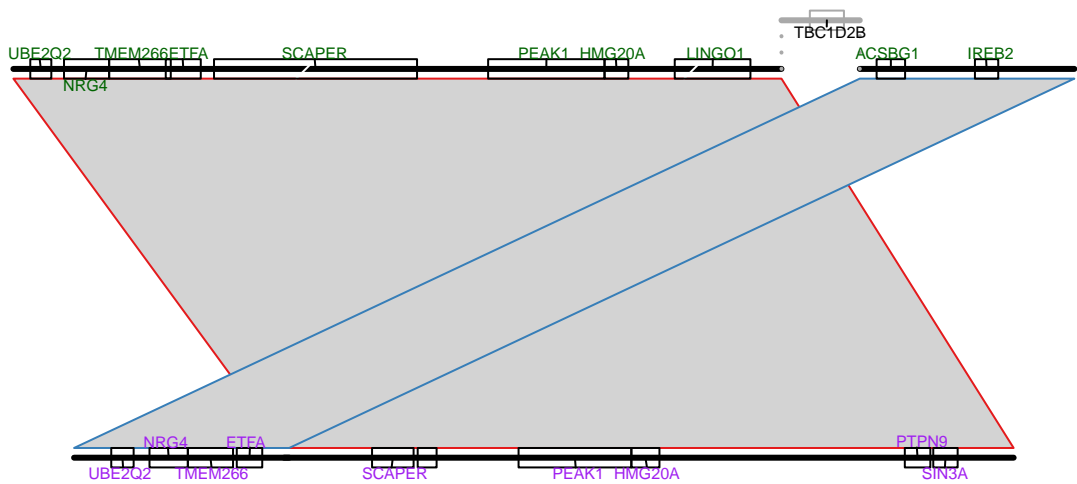 TBC1D2B
UBE2Q2 TMEM266 ETFA SCAPER PEAK1 HMG20A LINGO1 ACSBG1 IREB2
NRG4
NRG4 ETFA PTPN9
UBE2Q2 TMEM266 SCAPER PEAK1 HMG20A SIN3A